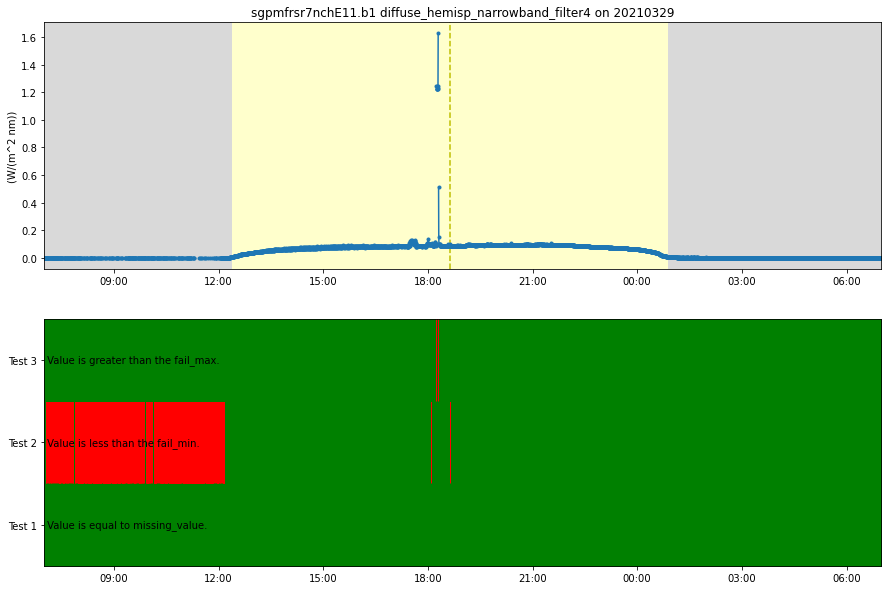 sgpmfrsr7nchE11.b1 diffuse_hemisp_narrowband_filter4 on 20210329
(W/(m^2 nm))
1.6
1.4
1.2
1.0
0.8
0.6
0.4
0.2
0.0
09:00 12:00 15:00 18:00 21:00 00:00 03:00 06:00
Test 3 Value is greater than the fail_max.
Test 2 Value is less than the fail_min.
Test 1 Value is equal to missing_value.
09:00 12:00 15:00 18:00 21:00 00:00 03:00 06:00